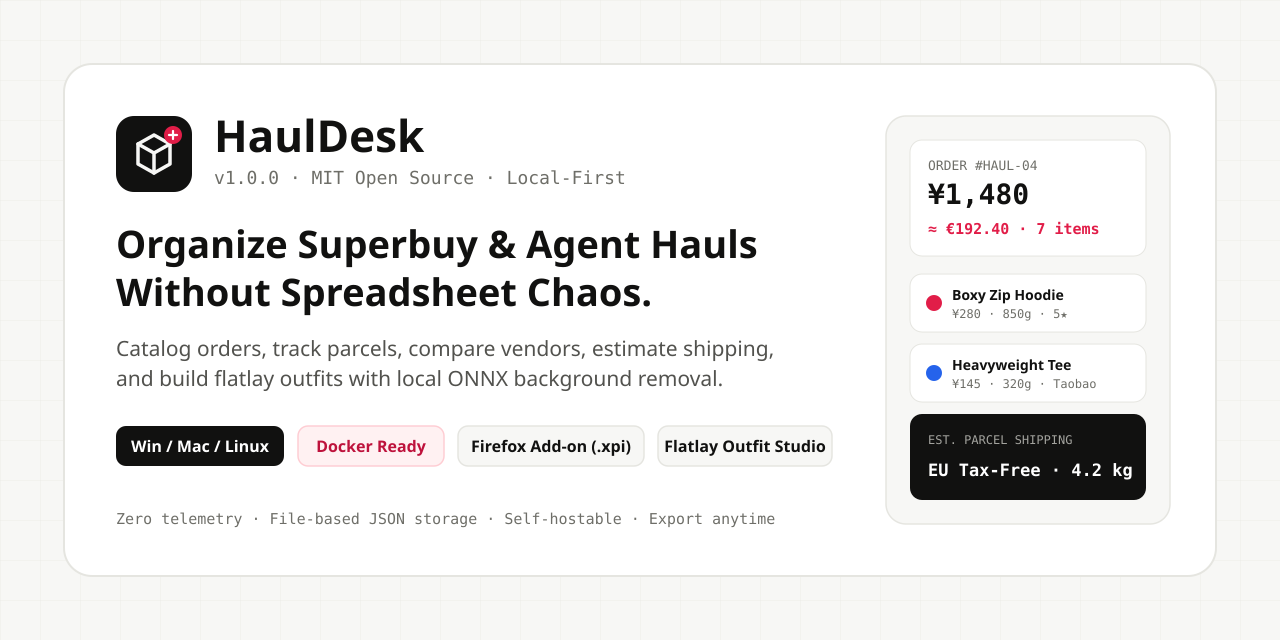 HaulDesk
v1.0.0 · MIT Open Source · Local-First
Organize Superbuy & Agent Hauls
Without Spreadsheet Chaos.
Catalog orders, track parcels, compare vendors, estimate shipping,
and build flatlay outfits with local ONNX background removal.
Win / Mac / Linux
Docker Ready
Firefox Add-on (.xpi)
Flatlay Outfit Studio
Zero telemetry · File-based JSON storage · Self-hostable · Export anytime
ORDER #HAUL-04
¥1,480
≈ €192.40 · 7 items
Boxy Zip Hoodie
¥280 · 850g · 5★
Heavyweight Tee
¥145 · 320g · Taobao
EST. PARCEL SHIPPING
EU Tax-Free · 4.2 kg